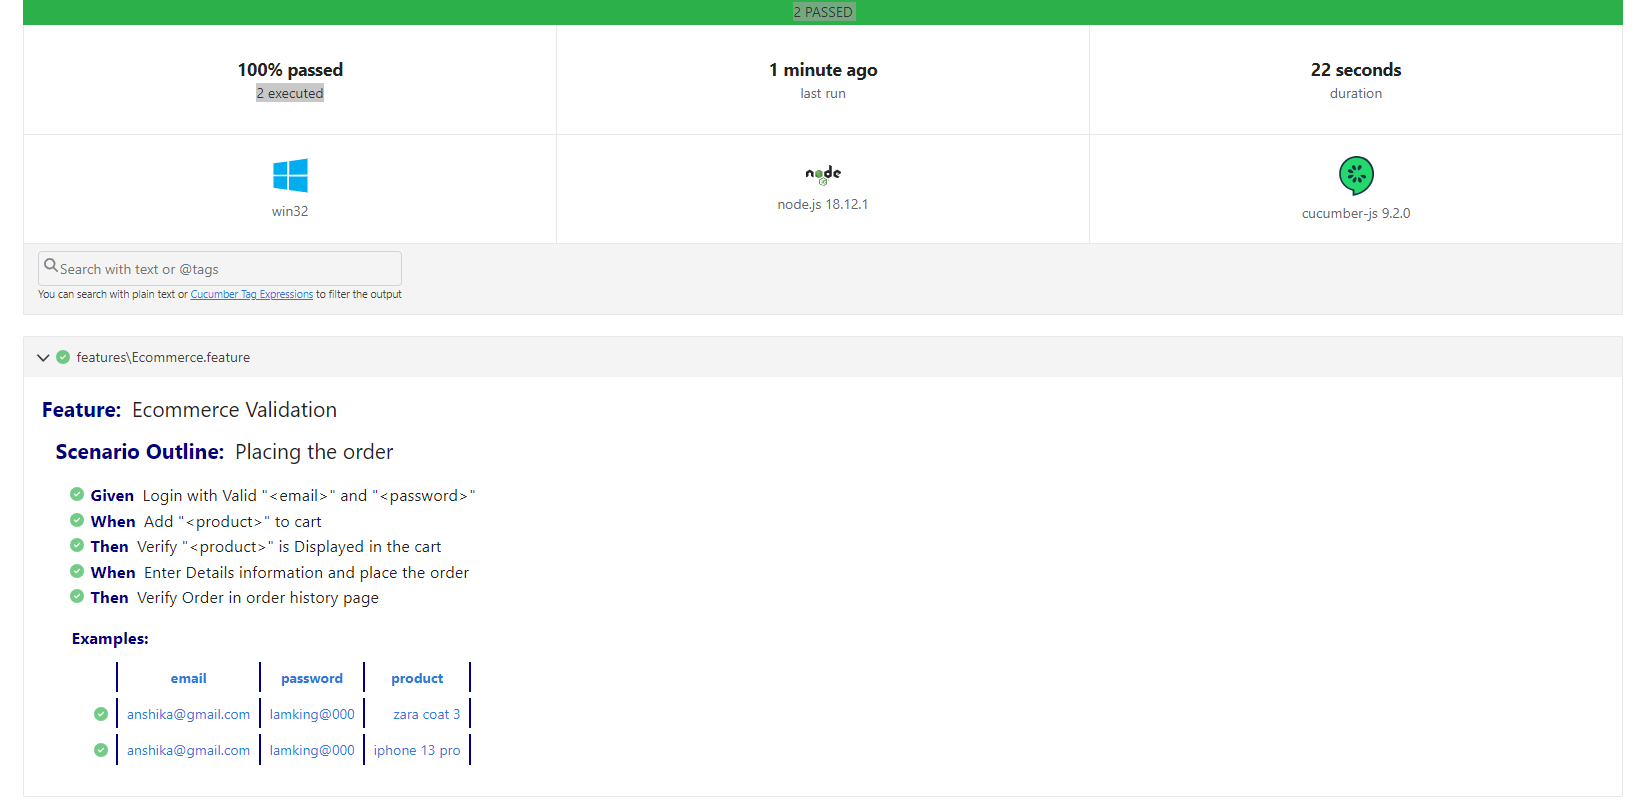 2 PASSED
100% passed
2 executed
1 minute ago
last run
22 seconds
duration
win32
node
node.js 18.12.1
cucumber-js 9.2.0
Search with text or @tags
You can search with plain text or Cucumber Tag Expressions to filter the output
features\Ecommerce.feature
Feature: Ecommerce Validation
Scenario Outline: Placing the order
Given Login with Valid "<email>" and "<password>"
When Add "<product>" to cart
Then Verify "<product>" is Displayed in the cart
When Enter Details information and place the order
Then Verify Order in order history page
Examples:
email password product
anshika@gmail.com lamking@000 zara coat 3
anshika@gmail.com lamking@000 iphone 13 pro